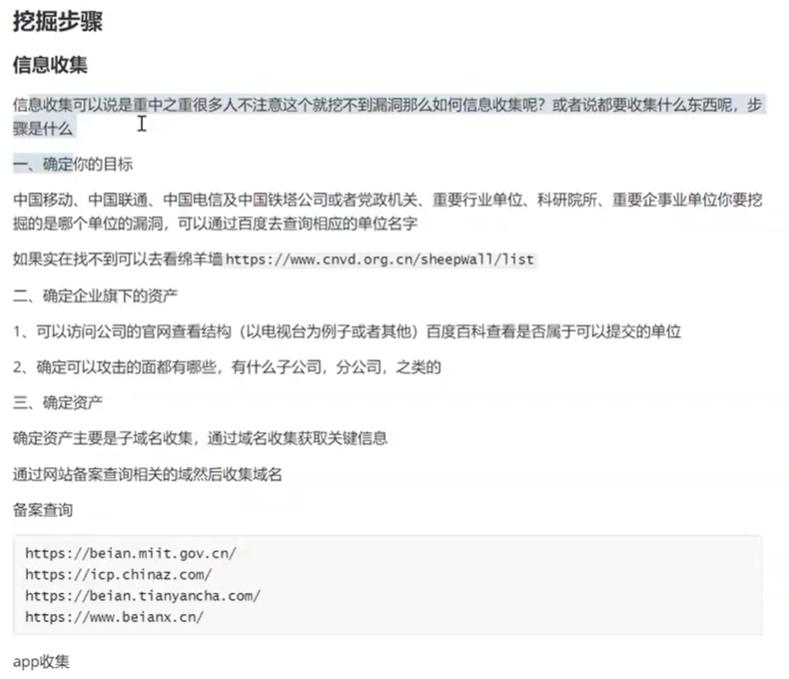 挖掘步骤
信息收集
信息收集可以说是重中之重很多人不注意这个就挖不到漏洞那么如何信息收集呢？或者说都要收集什么东西呢，步
骤是什么
一、确定你的目标
中国移动、中国联通、中国电信及中国铁塔公司或者党政机关、重要行业单位、科研院所、重要企事业单位你要挖
掘的是哪个单位的漏洞，可以通过百度去查询相应的单位名字
如果实在找不到可以去看绵羊墙https://www.cnvd.org.cn/sheepWall/list
二、确定企业旗下的资产
1、可以访问公司的官网查看结构（以电视台为例子或者其他）百度百科查看是否属于可以提交的单位
2、确定可以攻击的面都有哪些，有什么子公司，分公司，之类的
三、确定资产
确定资产主要是子域名收集，通过域名收集获取关键信息
通过网站备案查询相关的域然后收集域名
备案查询
https://beian.miit.gov.cn/
https://icp.chinaz.com/
https://beian.tianyancha.com/
https://www.beianx.cn/
app收集